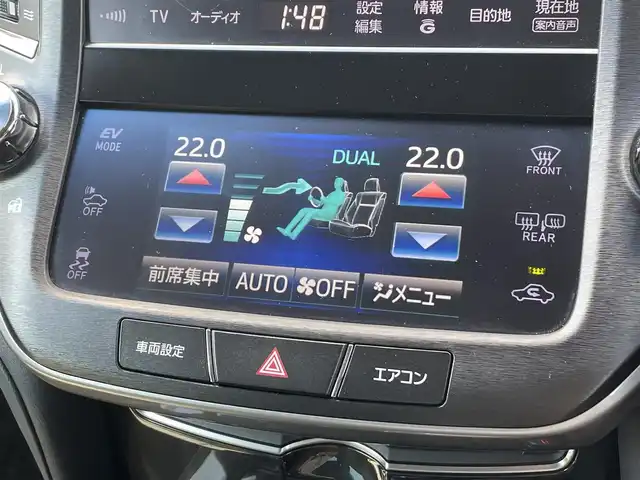 TV オーディオ 1:48 設定 編集 情報 G 目的地 現在地 案内音声
EV MODE 22.0 DUAL 22.0 FRONT
OFF REAR
OFF
前席集中 AUTO OFF メニュー
車両設定 エアコン